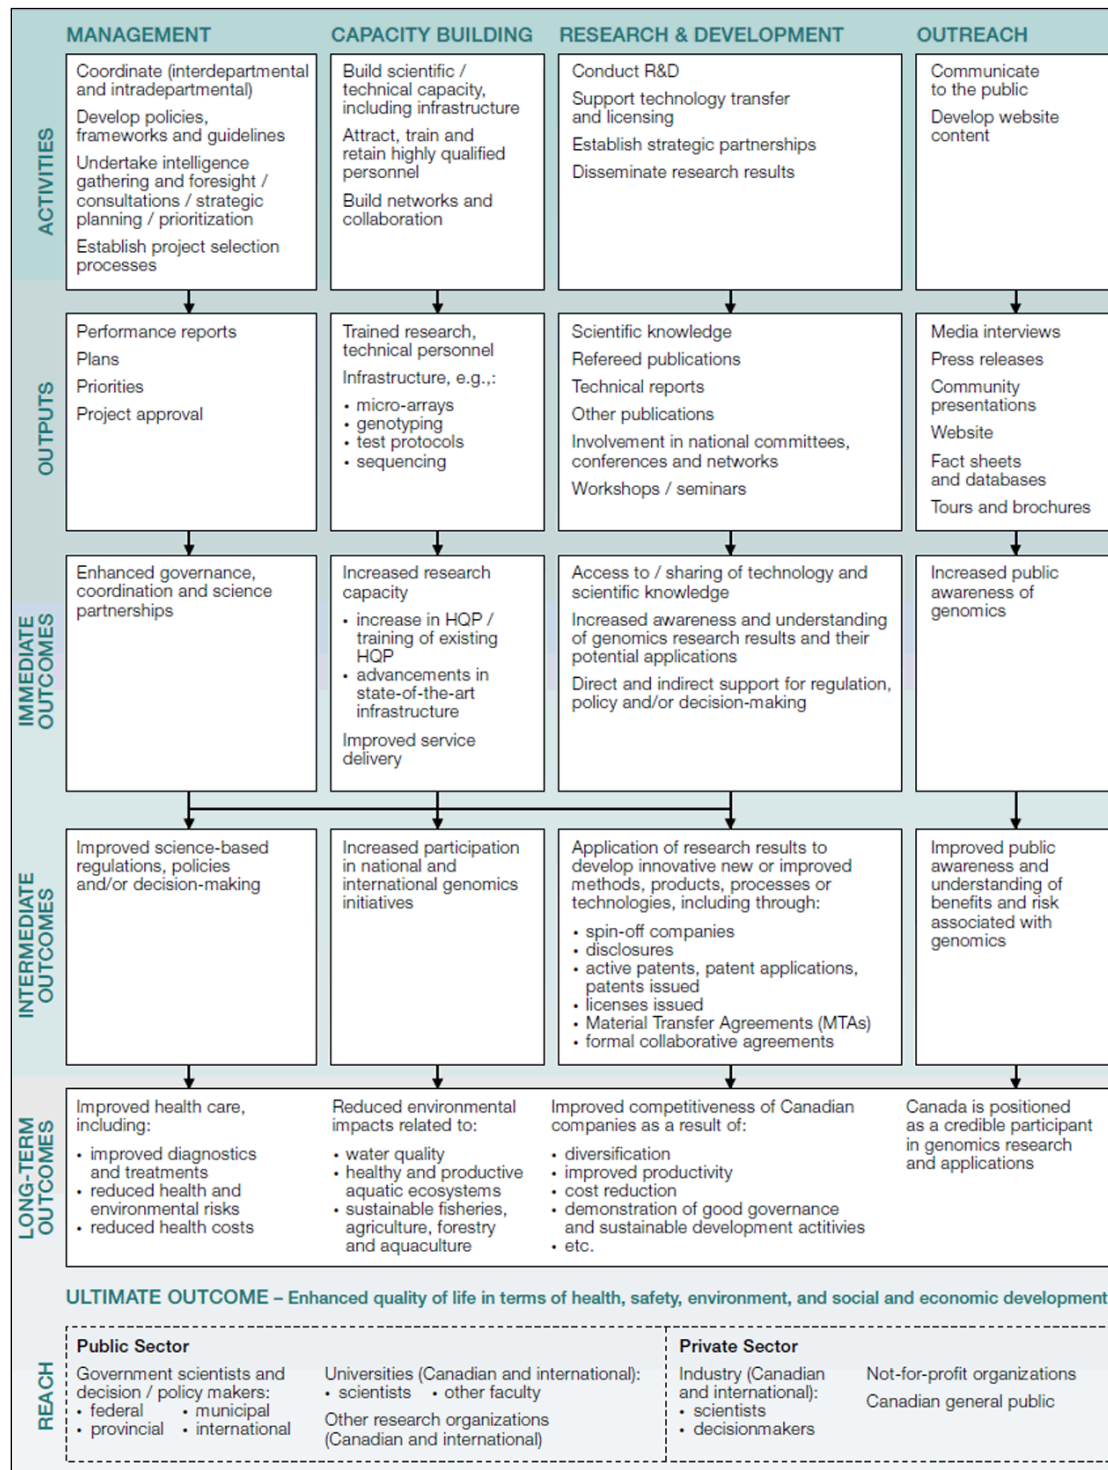 MANAGEMENT
CAPACITY BUILDING
RESEARCH & DEVELOPMENT
OUTREACH
ACTIVITIES
Coordinate (interdepartmental
and intradepartmental)
Develop policies,
frameworks and guidelines
Undertake intelligence
gathering and foresight /
consultations / strategic
planning / prioritization
Establish project selection
processes
Build scientific /
technical capacity,
including infrastructure
Attract, train and
retain highly qualified
personnel
Build networks and
collaboration
Conduct R&D
Support technology transfer
and licensing
Establish strategic partnerships
Disseminate research results
Communicate
to the public
Develop website
content
OUTPUTS
Performance reports
Plans
Priorities
Project approval
Trained research,
technical personnel
Infrastructure, e.g.,:
• micro-arrays
• genotyping
• test protocols
• sequencing
Scientific knowledge
Refereed publications
Technical reports
Other publications
Involvement in national committees,
conferences and networks
Workshops / seminars
Media interviews
Press releases
Community
presentations
Website
Fact sheets
and databases
Tours and brochures
IMMEDIATE
OUTCOMES
Enhanced governance,
coordination and science
partnerships
Increased research
capacity
• increase in HQP /
training of existing
HQP
• advancements in
state-of-the-art
infrastructure
Improved service
delivery
Access to / sharing of technology and
scientific knowledge
Increased awareness and understanding
of genomics research results and their
potential applications
Direct and indirect support for regulation,
policy and/or decision-making
Increased public
awareness of
genomics
INTERMEDIATE
OUTCOMES
Improved science-based
regulations, policies
and/or decision-making
Increased participation
in national and
international genomics
initiatives
Application of research results to
develop innovative new or improved
methods, products, processes or
technologies, including through:
• spin-off companies
• disclosures
• active patents, patent applications,
patents issued
• licenses issued
• Material Transfer Agreements (MTAs)
• formal collaborative agreements
Improved public
awareness and
understanding of
benefits and risk
associated with
genomics
LONG-TERM
OUTCOMES
Improved health care,
including:
• improved diagnostics
and treatments
• reduced health and
environmental risks
• reduced health costs
Reduced environmental
impacts related to:
• water quality
• healthy and productive
aquatic ecosystems
• sustainable fisheries,
agriculture, forestry
and aquaculture
Improved competitiveness of Canadian
companies as a result of:
• diversification
• improved productivity
• cost reduction
• demonstration of good governance
and sustainable development actitivies
• etc.
Canada is positioned
as a credible participant
in genomics research
and applications
ULTIMATE OUTCOME – Enhanced quality of life in terms of health, safety, environment, and social and economic development
REACH
Public Sector
Government scientists and
decision / policy makers:
• federal • municipal
• provincial • international
Universities (Canadian and international):
• scientists • other faculty
Other research organizations
(Canadian and international)
Private Sector
Industry (Canadian
and international):
• scientists
• decisionmakers
Not-for-profit organizations
Canadian general public